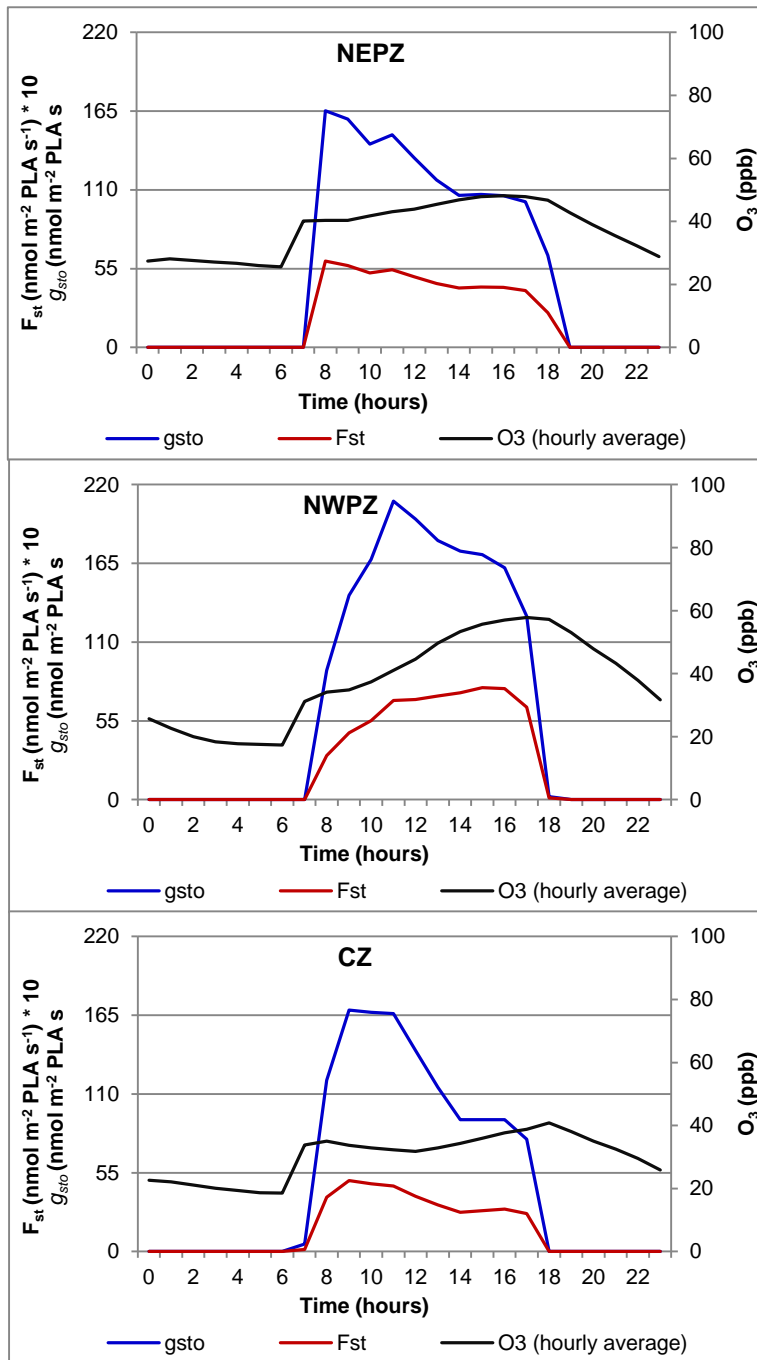 NEPZ
F_st (nmol m⁻² PLA s⁻¹) * 10
g_sto (nmol m⁻² PLA s
220
165
110
55
0
100
80
60
40
20
0
O₃ (ppb)
0 2 4 6 8 10 12 14 16 18 20 22
Time (hours)
gsto Fst O3 (hourly average)
NWPZ
F_st (nmol m⁻² PLA s⁻¹) * 10
g_sto (nmol m⁻² PLA s
220
165
110
55
0
100
80
60
40
20
0
O₃ (ppb)
0 2 4 6 8 10 12 14 16 18 20 22
Time (hours)
gsto Fst O3 (hourly average)
CZ
F_st (nmol m⁻² PLA s⁻¹) * 10
g_sto (nmol m⁻² PLA s
220
165
110
55
0
100
80
60
40
20
0
O₃ (ppb)
0 2 4 6 8 10 12 14 16 18 20 22
Time (hours)
gsto Fst O3 (hourly average)